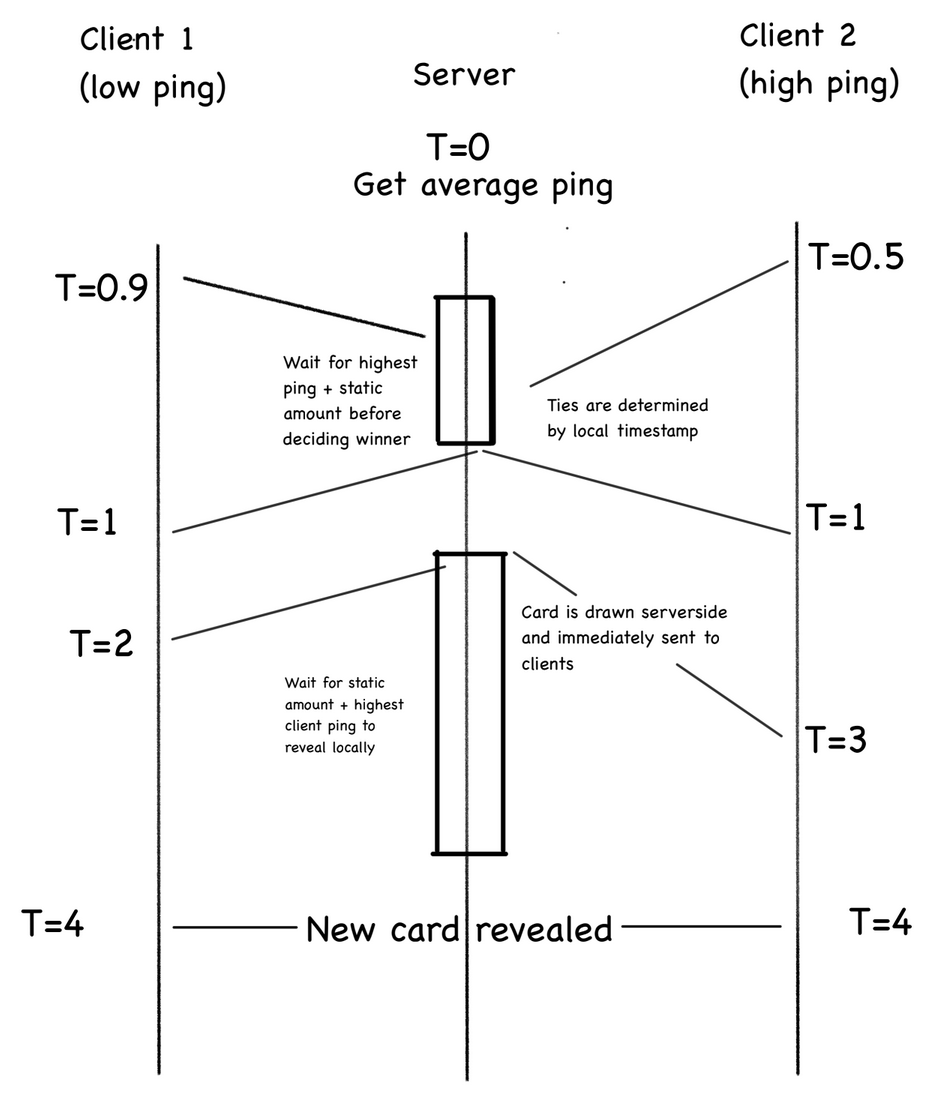 Client 1
(low ping)
Server
Client 2
(high ping)
T=0
Get average ping
T=0.9
T=0.5
Wait for highest
ping + static
amount before
deciding winner
Ties are determined
by local timestamp
T=1
T=1
T=2
Card is drawn serverside
and immediately sent to
clients
Wait for static
amount + highest
client ping to
reveal locally
T=3
T=4
New card revealed
T=4